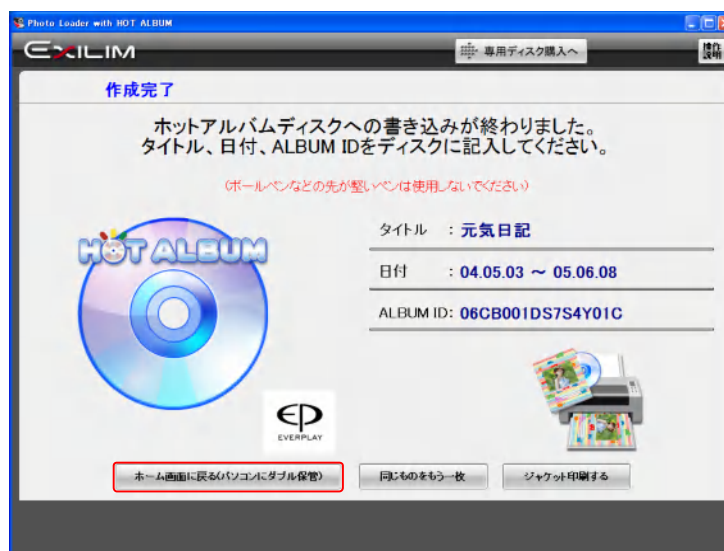 Photo Loader with HOT ALBUM
EXILIM
専用ディスク購入へ
操作
説明
作成完了
ホットアルバムディスクへの書き込みが終わりました。
タイトル、日付、ALBUM IDをディスクに記入してください。
(ボールペンなどの先が堅いペンは使用しないでください)
HOT ALBUM
タイトル : 元気日記
日付 : 04.05.03 ～ 05.06.08
ALBUM ID: 06CB001DS7S4Y01C
EP
EVERPLAY
ホーム画面に戻る(パソコンにダブル保管)
同じものをもう一枚
ジャケット印刷する